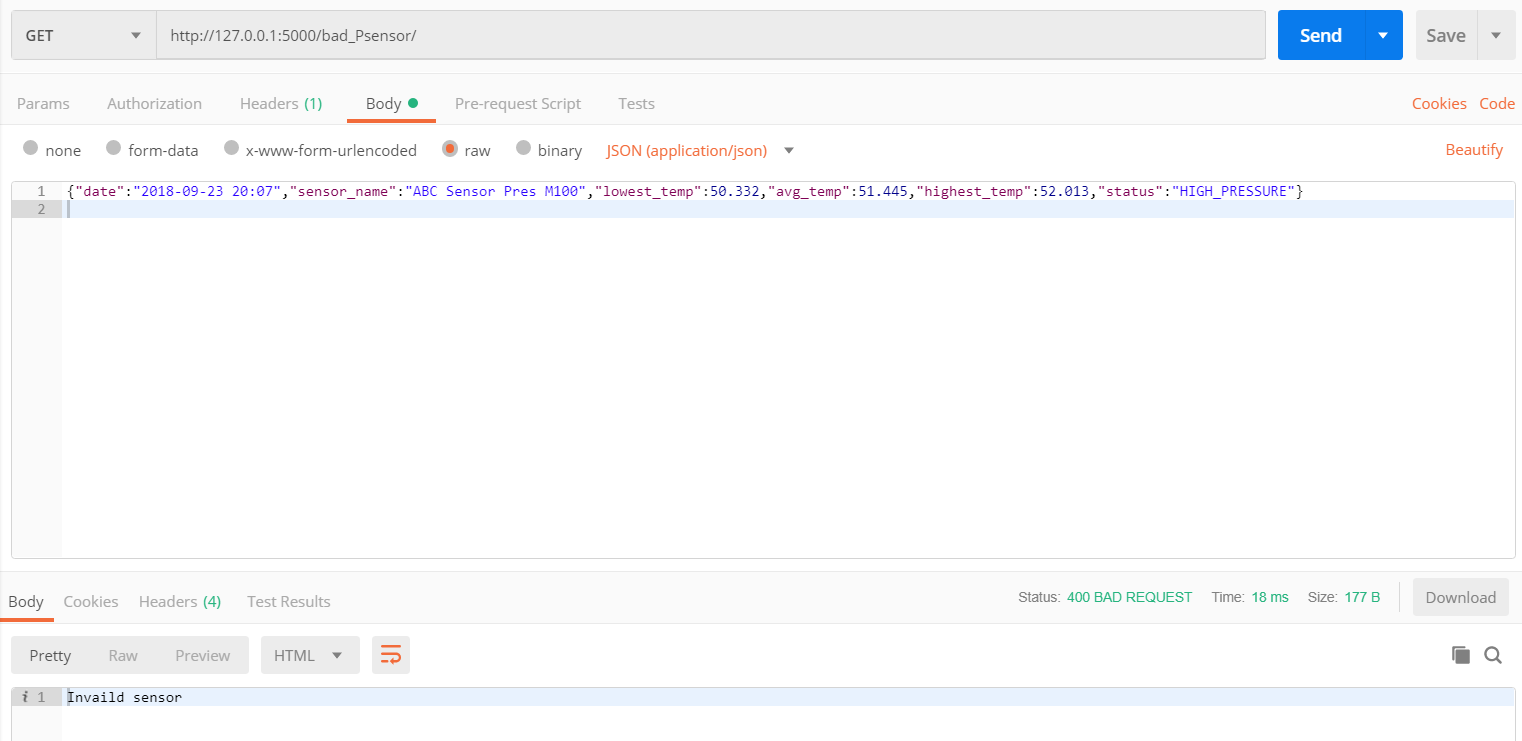 GET http://127.0.0.1:5000/bad_Psensor/ Send Save
Params Authorization Headers (1) Body Pre-request Script Tests Cookies Code
none form-data x-www-form-urlencoded raw binary JSON (application/json) Beautify
1 {"date":"2018-09-23 20:07","sensor_name":"ABC Sensor Pres M100","lowest_temp":50.332,"avg_temp":51.445,"highest_temp":52.013,"status":"HIGH_PRESSURE"}
2
Body Cookies Headers (4) Test Results Status: 400 BAD REQUEST Time: 18 ms Size: 177 B Download
Pretty Raw Preview HTML
i 1 Invaild sensor